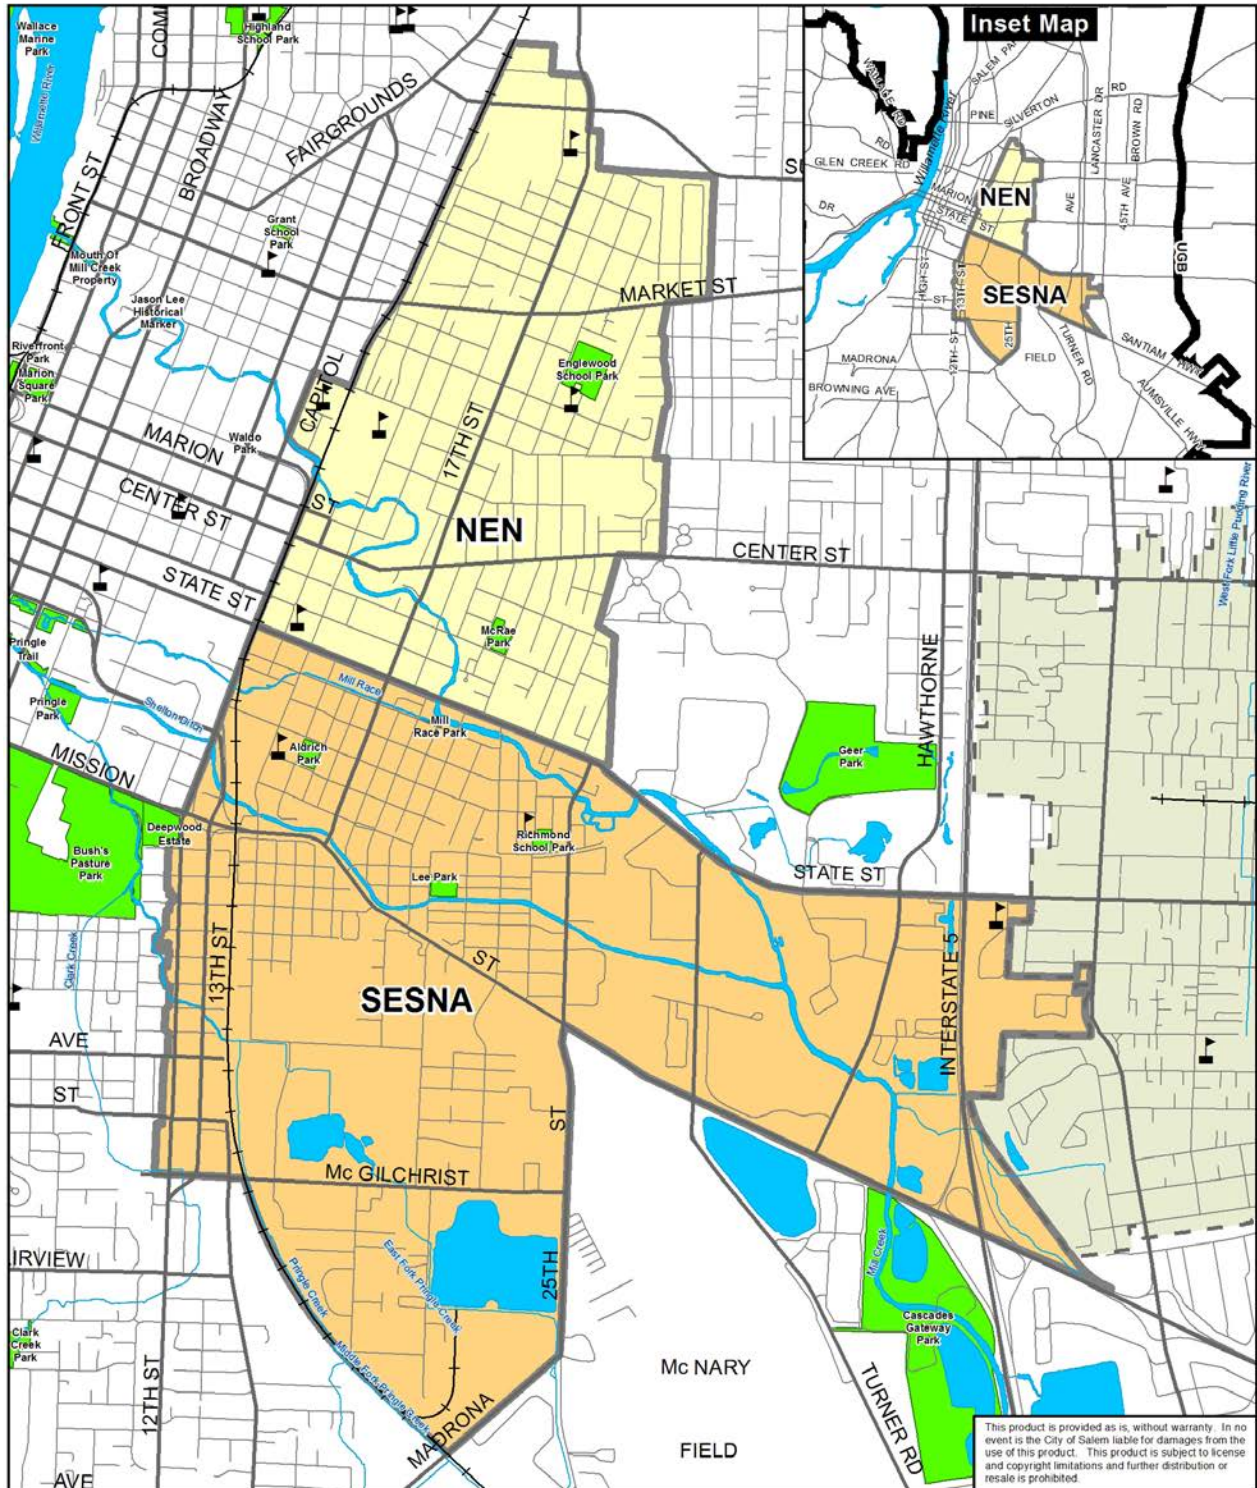 Wallace
Marine
Park
Willamette River
Highland
School Park
FRONT ST
BROADWAY
FAIRGROUNDS
Grant
School
Park
Mouth Of
Mill Creek
Property
Jason Lee
Historical
Marker
Riverfront
Park
Marion
Square
Park
CAPITOL
MARION
ST
Waldo
Park
CENTER ST
STATE ST
MARKET ST
Englewood
School Park
17TH ST
NEN
CENTER ST
McRae
Park
Pringle
Trail
Pringle
Park
Shelton Ditch
Mill Race
Mill
Race Park
Aldrich
Park
MISSION
Deepwood
Estate
Bush's
Pasture
Park
Richmond
School Park
Lee Park
Geer
Park
HAWTHORNE
STATE ST
West Fork Little Pudding River
Clark Creek
13TH ST
ST
SESNA
INTERSTATE 5
AVE
ST
ST
Mc GILCHRIST
25TH
Pringle Creek
East Fork Pringle Creek
Middle Fork Pringle Creek
IRVIEW
Clark
Creek
Park
12TH ST
MADRONA
AVE
Mc NARY
FIELD
Mill Creek
Cascades
Gateway
Park
TURNER RD
Inset Map
WALLACE RD
Willamette River
SALEM PA
PINE
SILVERTON
RD
LANCASTER DR
BROWN RD
RD
GLEN CREEK RD
MARION
STATE ST
NEN
AVE
45TH AVE
DR
UGB
HIGH ST
13TH ST
ST
SESNA
25TH
12TH ST
FIELD
TURNER RD
MADRONA
BROWNING AVE
SANTIAM HWY
AUMSVILLE HWY
This product is provided as is, without warranty. In no
event is the City of Salem liable for damages from the
use of this product. This product is subject to license
and copyright limitations and further distribution or
resale is prohibited.